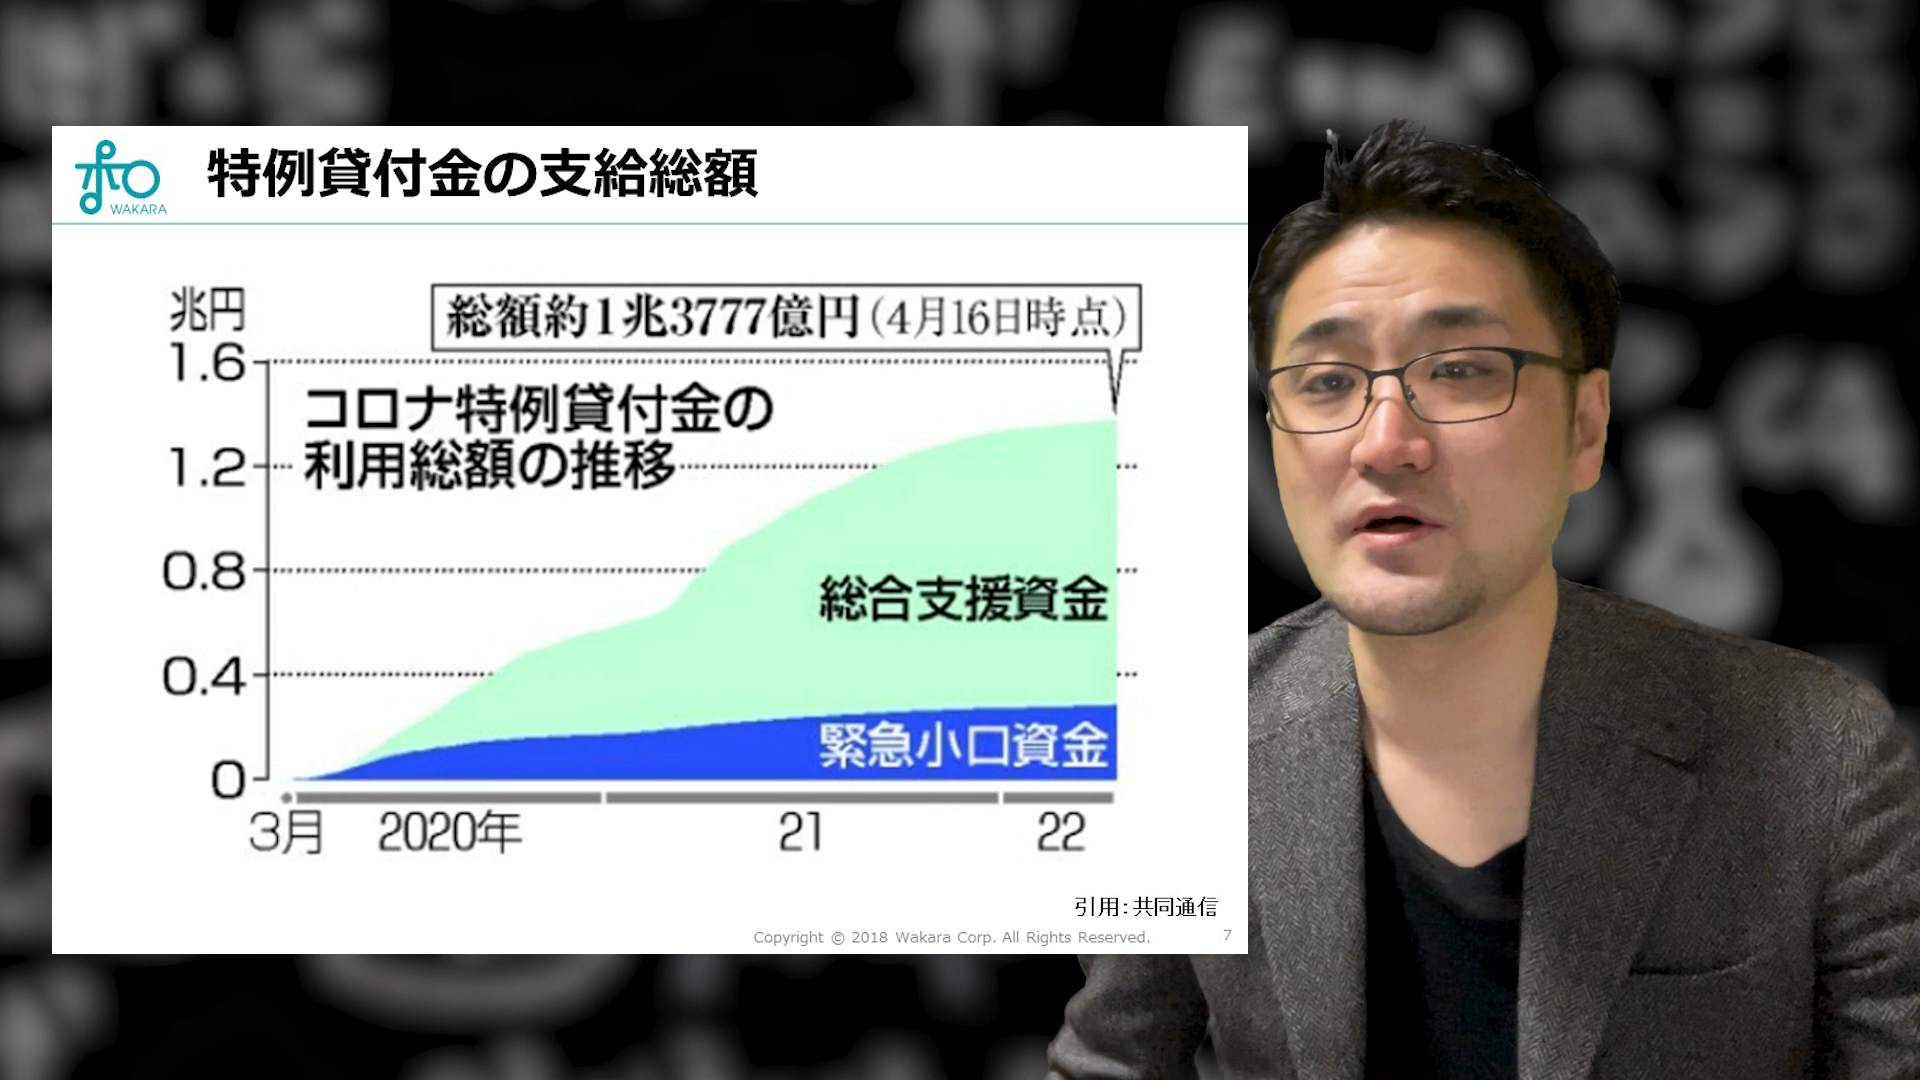 WAKARA
特例貸付金の支給総額
兆円
総額約1兆3777億円(4月16日時点)
1.6
コロナ特例貸付金の
利用総額の推移
1.2
0.8
総合支援資金
0.4
緊急小口資金
0
3月 2020年 21 22
引用:共同通信
Copyright © 2018 Wakara Corp. All Rights Reserved. 7